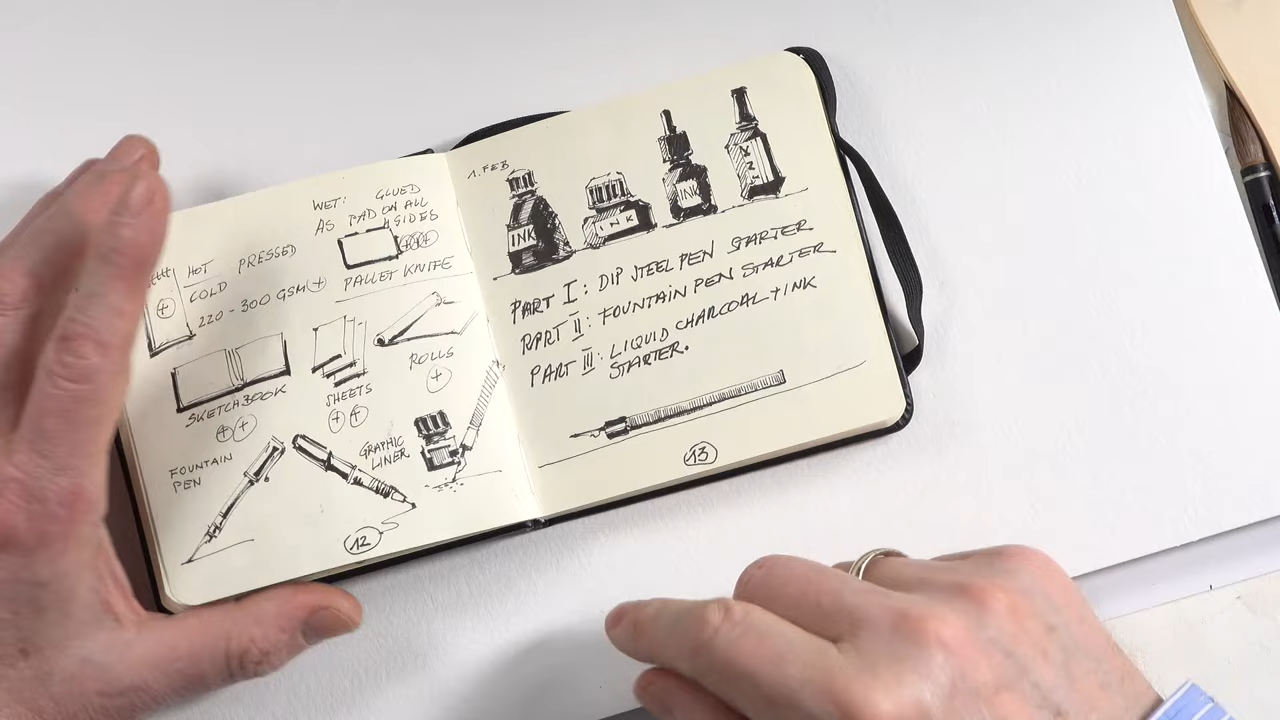 WET: GLUED
AS PAD ON ALL
4 SIDES
HOT PRESSED
COLD
220-300 GSM(+)
PALLET KNIFE
SKETCHBOOK
SHEETS
ROLLS
FOUNTAIN
PEN
GRAPHIC
LINER
12
1. FEB
INK
INK
INK
INK
PART I: DIP STEEL PEN STARTER
PART II: FOUNTAIN PEN STARTER
PART III: LIQUID CHARCOAL + INK
STARTER.
13